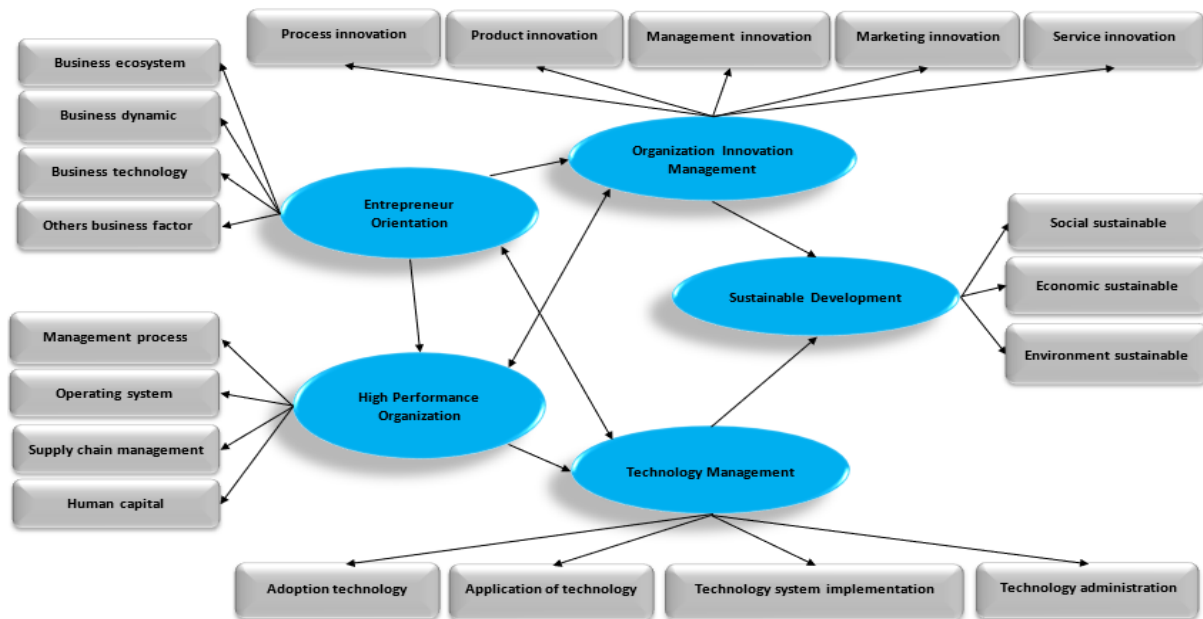 Process innovation
Product innovation
Management innovation
Marketing innovation
Service innovation
Business ecosystem
Business dynamic
Business technology
Others business factor
Organization Innovation
Management
Entrepreneur
Orientation
Social sustainable
Economic sustainable
Environment sustainable
Sustainable Development
Management process
Operating system
Supply chain management
Human capital
High Performance
Organization
Technology Management
Adoption technology
Application of technology
Technology system implementation
Technology administration